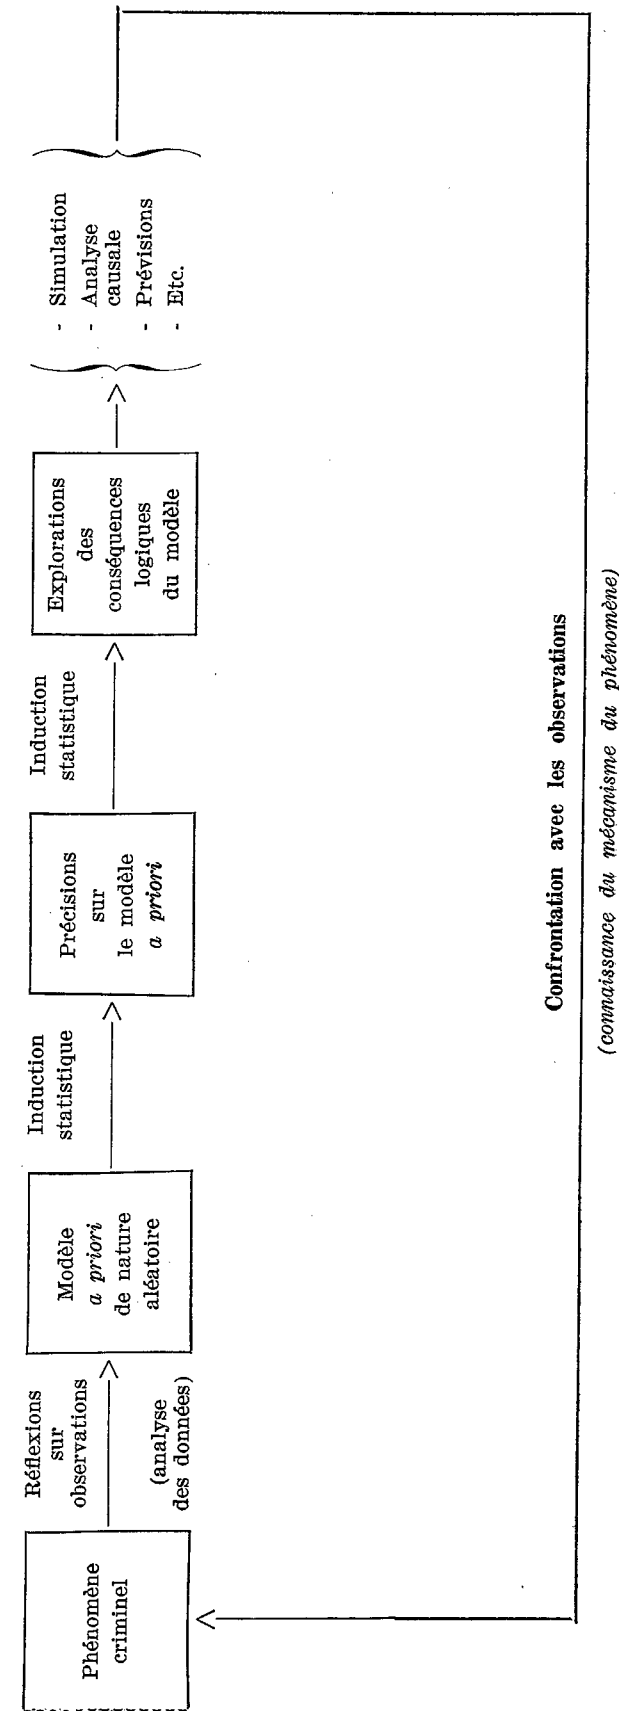 Phénomène
criminel
Réflexions
sur
observations
(analyse
des données)
Modèle
a priori
de nature
aléatoire
Induction
statistique
Précisions
sur
le modèle
a priori
Induction
statistique
Explorations
des
conséquences
logiques
du modèle
- Simulation
- Analyse
causale
- Prévisions
- Etc.
Confrontation avec les observations
(connaissance du mécanisme du phénomène)